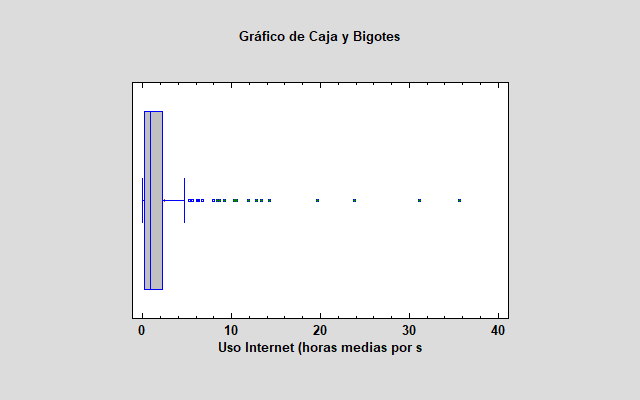 Gráfico de Caja y Bigotes
0 10 20 30 40
Uso Internet (horas medias por s